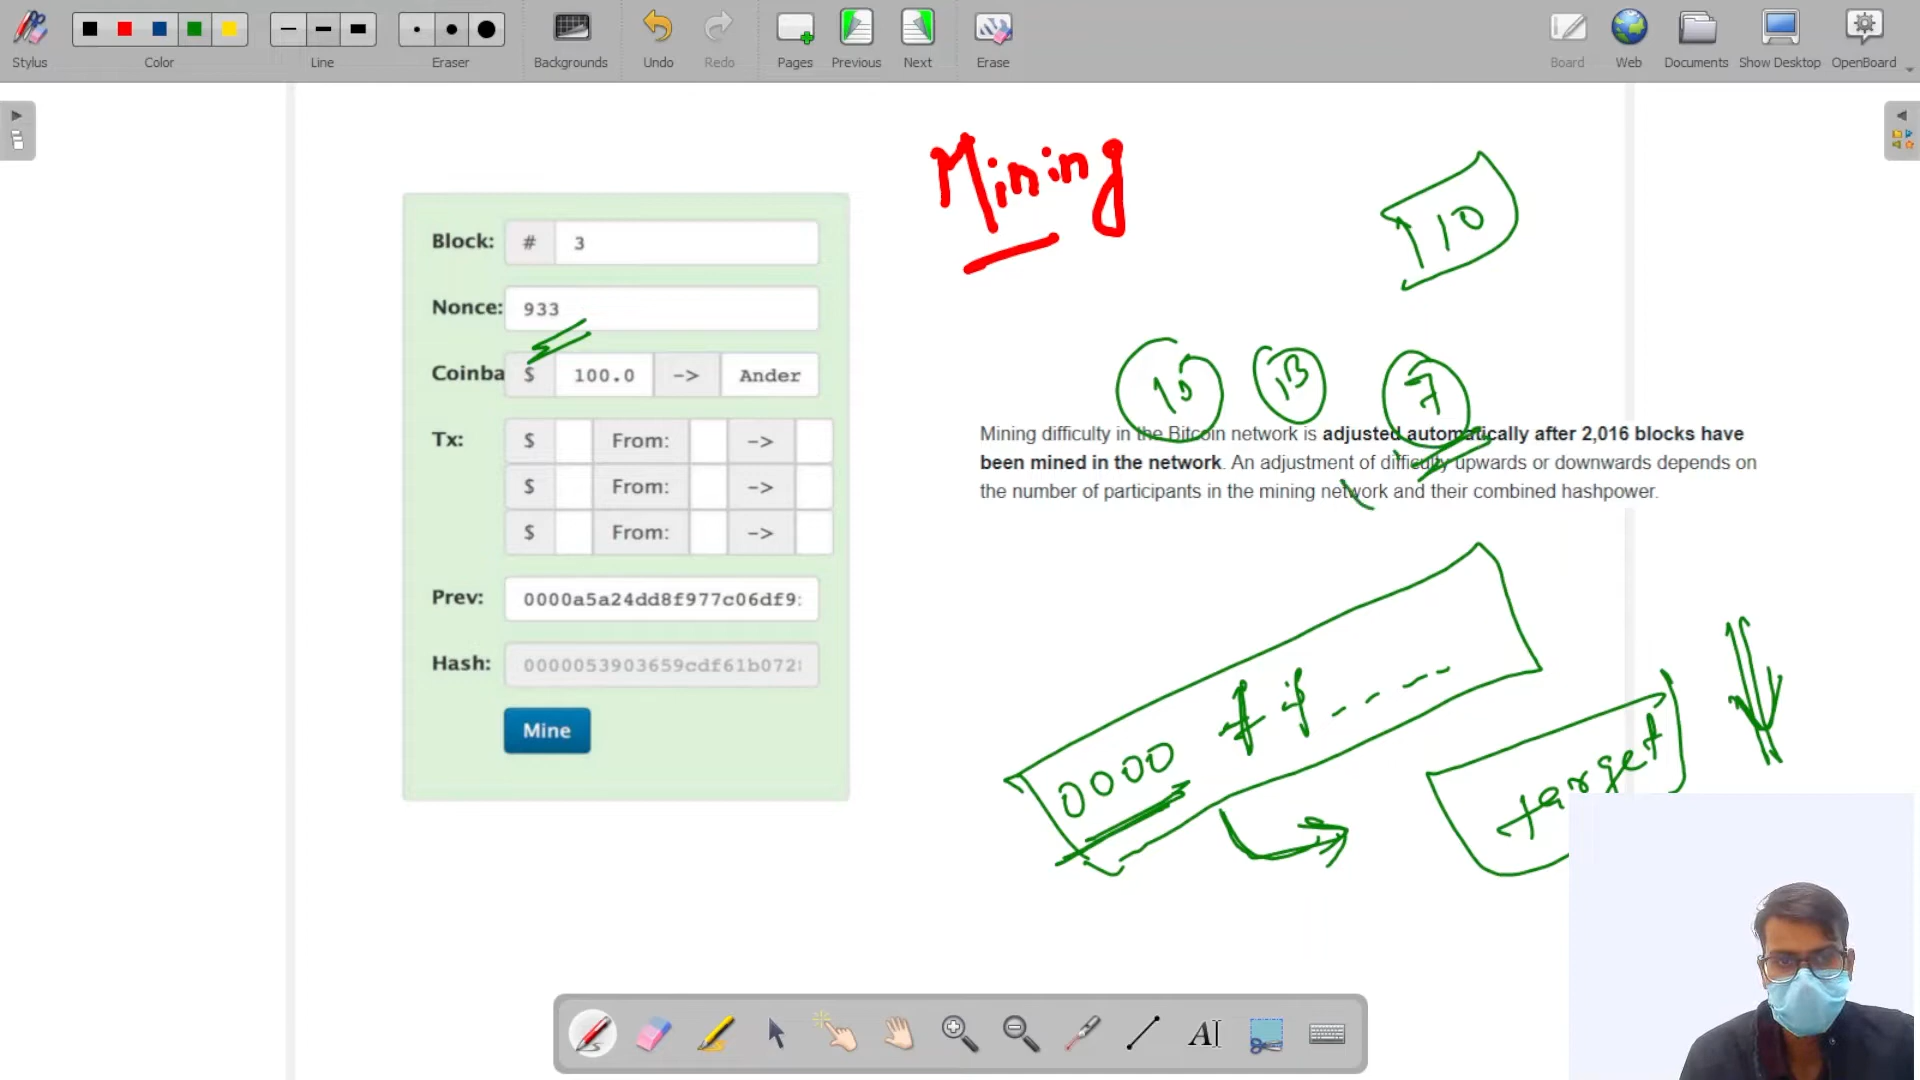 Stylus
Color
Line
Eraser
Backgrounds
Undo
Redo
Pages
Previous
Next
Erase
Board
Web
Documents
Show Desktop
OpenBoard
Mining
10
Block: # 3
Nonce: 933
Coinba $ 100.0 -> Ander
Tx: $ From: ->
$ From: ->
$ From: ->
Prev: 0000a5a24dd8f977c06df9
Hash: 0000053903659cdf61b072
Mine
10 13 7
Mining difficulty in the Bitcoin network is adjusted automatically after 2,016 blocks have
been mined in the network. An adjustment of difficulty upwards or downwards depends on
the number of participants in the mining network and their combined hashpower.
0000
target
AI